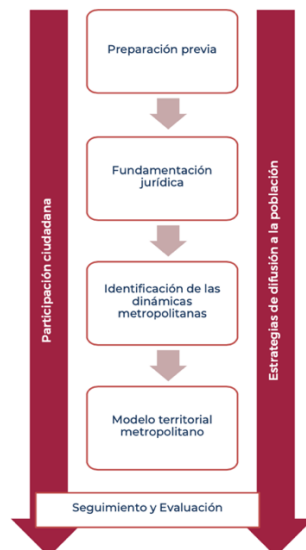 Preparación previa
Fundamentación
jurídica
Identificación de las
dinámicas
metropolitanas
Modelo territorial
metropolitano
Seguimiento y Evaluación
Participación ciudadana
Estrategias de difusión a la población